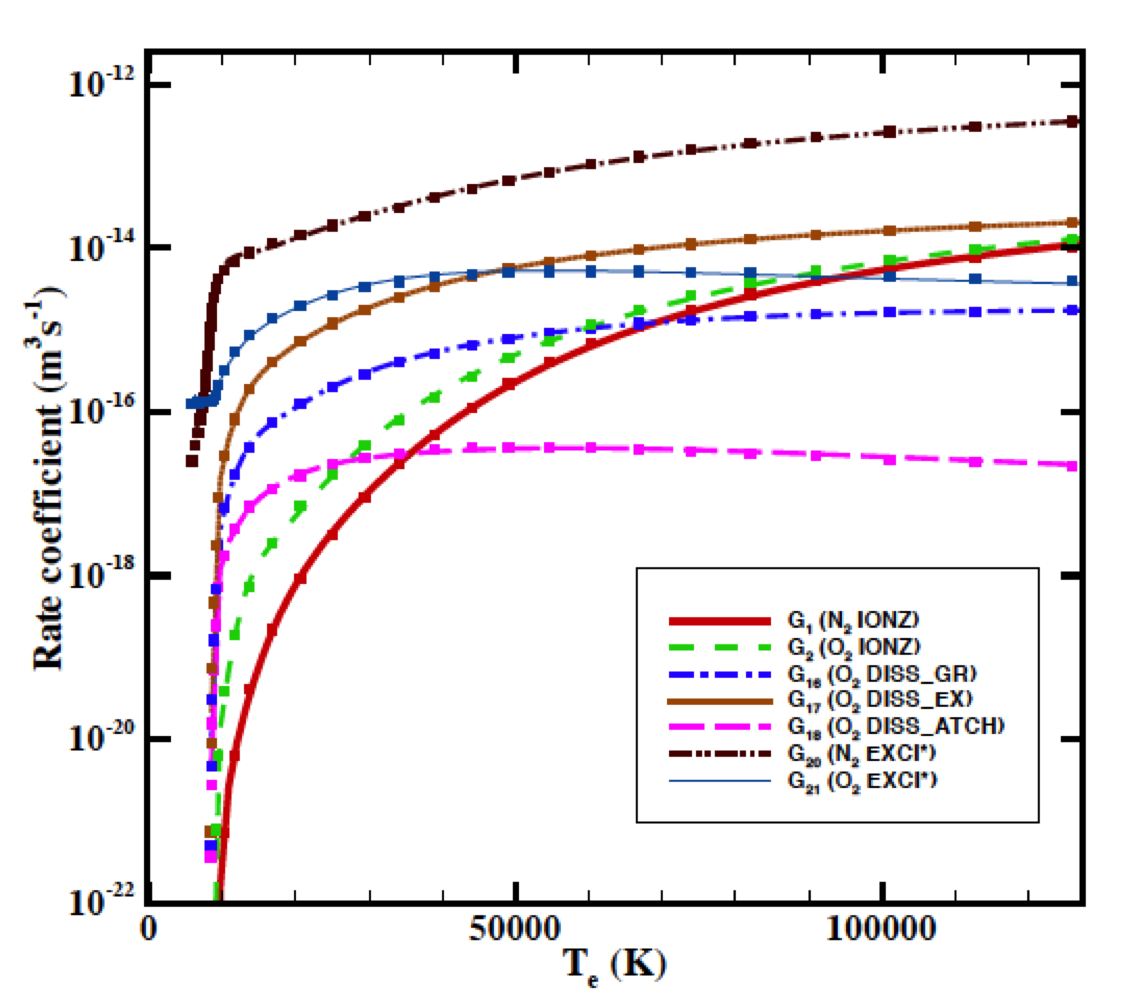 10⁻¹²
10⁻¹⁴
10⁻¹⁶
10⁻¹⁸
10⁻²⁰
10⁻²²
Rate coefficient (m³s⁻¹)
G₁ (N₂ IONZ)
G₂ (O₂ IONZ)
G₁₆ (O₂ DISS_GR)
G₁₇ (O₂ DISS_EX)
G₁₈ (O₂ DISS_ATCH)
G₂₀ (N₂ EXCI*)
G₂₁ (O₂ EXCI*)
0 50000 100000
Tₑ (K)